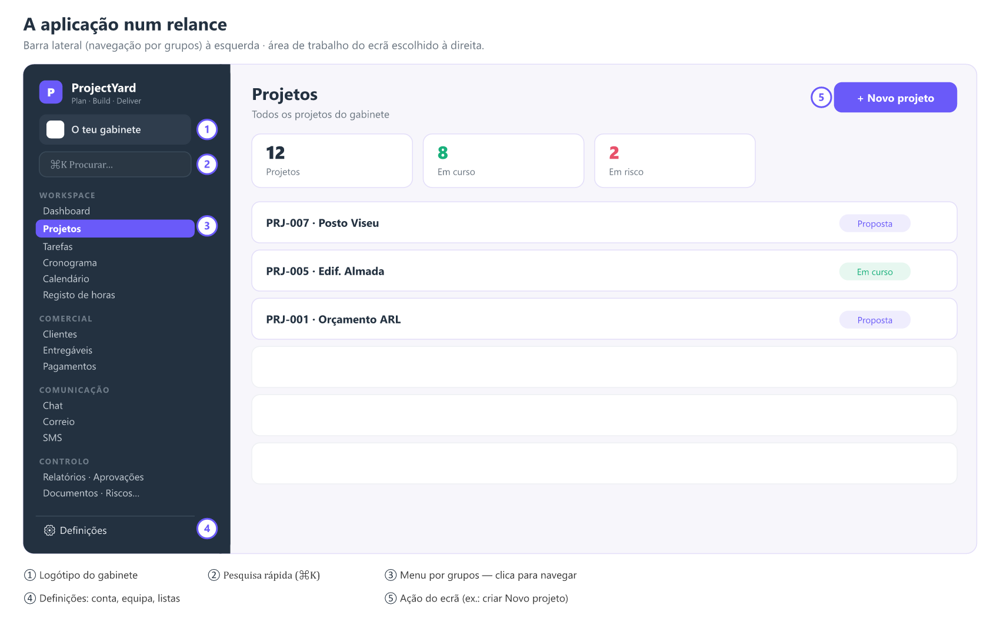 A aplicação num relance
Barra lateral (navegação por grupos) à esquerda · área de trabalho do ecrã escolhido à direita.
P
ProjectYard
Plan · Build · Deliver
O teu gabinete
1
⌘K Procurar...
2
WORKSPACE
Dashboard
Projetos
3
Tarefas
Cronograma
Calendário
Registo de horas
COMERCIAL
Clientes
Entregáveis
Pagamentos
COMUNICAÇÃO
Chat
Correio
SMS
CONTROLO
Relatórios · Aprovações
Documentos · Riscos...
Definições
4
Projetos
Todos os projetos do gabinete
5
+ Novo projeto
12
Projetos
8
Em curso
2
Em risco
PRJ-007 · Posto Viseu
Proposta
PRJ-005 · Edif. Almada
Em curso
PRJ-001 · Orçamento ARL
Proposta
① Logótipo do gabinete
② Pesquisa rápida (⌘K)
③ Menu por grupos — clica para navegar
④ Definições: conta, equipa, listas
⑤ Ação do ecrã (ex.: criar Novo projeto)